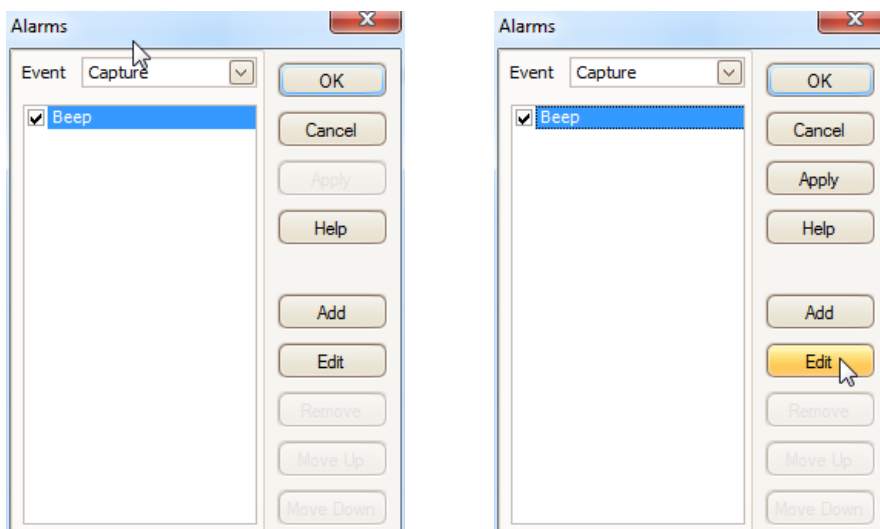 Alarms
Event Capture
OK
Beep
Cancel
Apply
Help
Add
Edit
Remove
Move Up
Move Down
Alarms
Event Capture
OK
Beep
Cancel
Apply
Help
Add
Edit
Remove
Move Up
Move Down